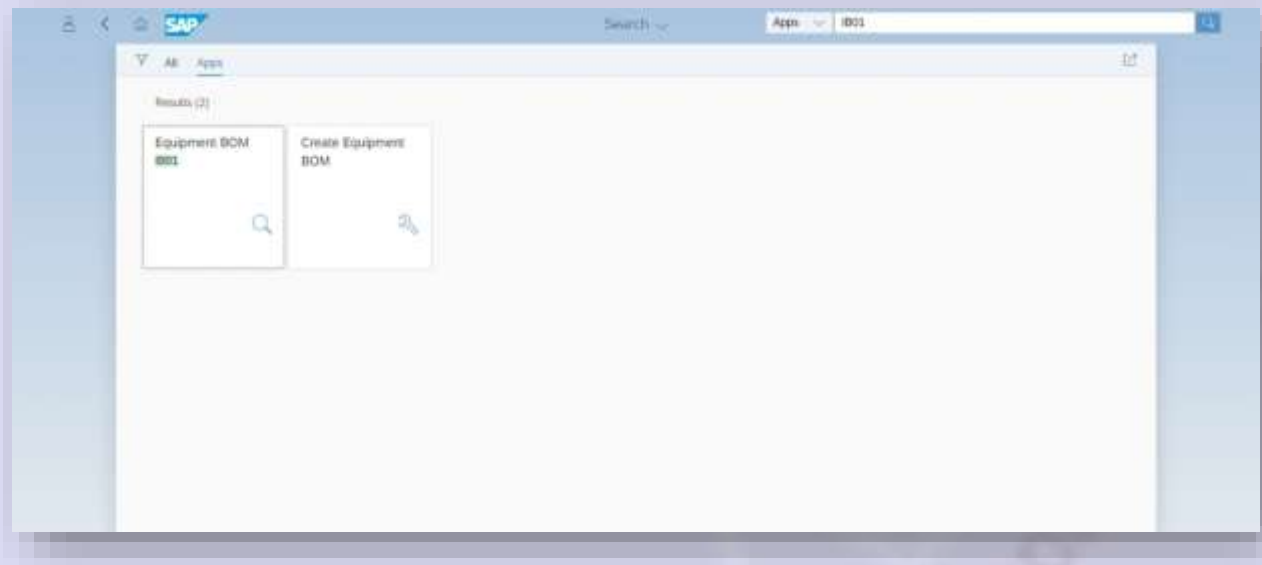 SAP
Search
Apps
IB01
All
Apps
Results (2)
Equipment BOM
IB01
Create Equipment
BOM